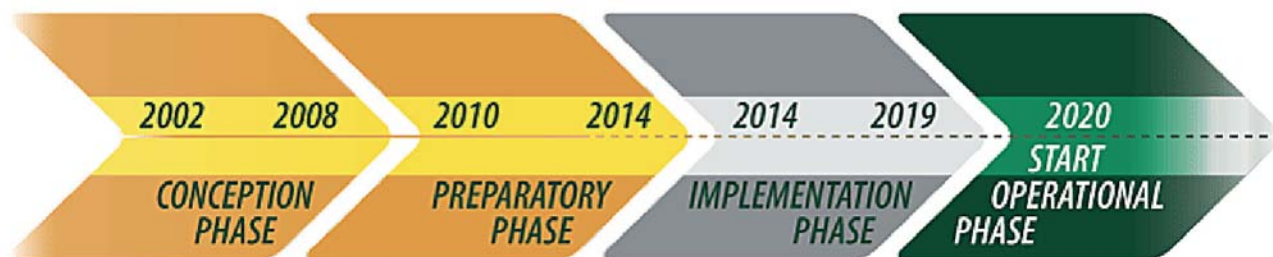 2002 2008 2010 2014 2014 2019 2020
CONCEPTION PHASE
PREPARATORY PHASE
IMPLEMENTATION PHASE
START OPERATIONAL PHASE